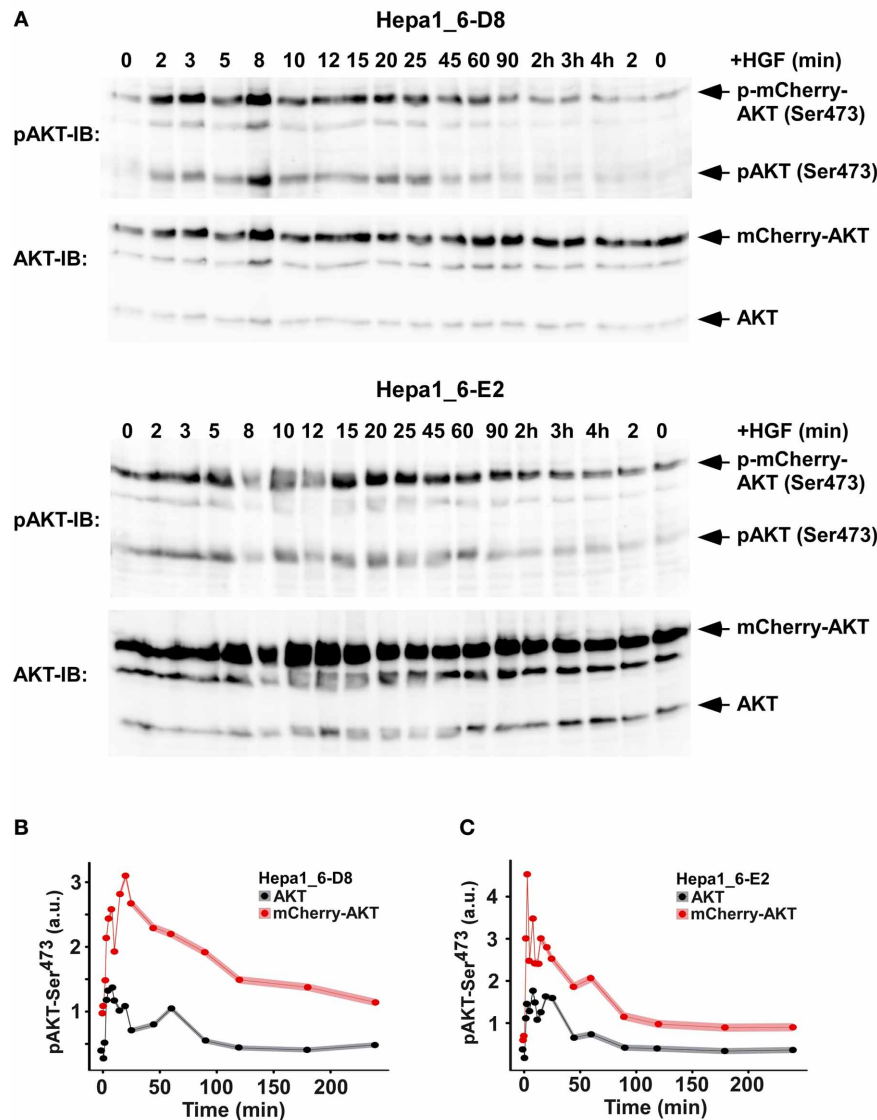 A
Hepa1_6-D8
0 2 3 5 8 10 12 15 20 25 45 60 90 2h 3h 4h 2 0 +HGF (min)
pAKT-IB:
p-mCherry-
AKT (Ser473)
pAKT (Ser473)
AKT-IB:
mCherry-AKT
AKT
Hepa1_6-E2
0 2 3 5 8 10 12 15 20 25 45 60 90 2h 3h 4h 2 0 +HGF (min)
pAKT-IB:
p-mCherry-
AKT (Ser473)
pAKT (Ser473)
AKT-IB:
mCherry-AKT
AKT
B
pAKT-Ser473 (a.u.)
3
2
1
Hepa1_6-D8
AKT
mCherry-AKT
0 50 100 150 200
Time (min)
C
pAKT-Ser473 (a.u.)
4
3
2
1
Hepa1_6-E2
AKT
mCherry-AKT
0 50 100 150 200
Time (min)